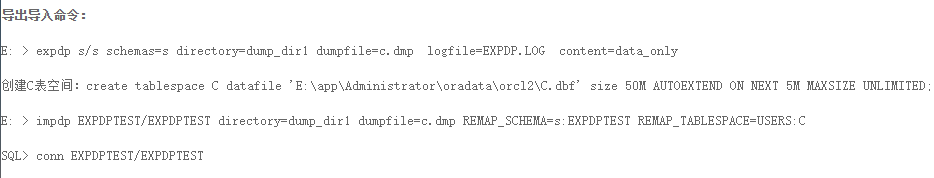 导出导入命令：
E: > expdp s/s schemas=s directory=dump_dir1 dumpfile=c.dmp  logfile=EXPDP.LOG  content=data_only
创建C表空间：create tablespace C datafile 'E:\app\Administrator\oradata\orcl2\C.dbf' size 50M AUTOEXTEND ON NEXT 5M MAXSIZE UNLIMITED;
E: > impdp EXPDPTEST/EXPDPTEST directory=dump_dir1 dumpfile=c.dmp REMAP_SCHEMA=s:EXPDPTEST REMAP_TABLESPACE=USERS:C
SQL> conn EXPDPTEST/EXPDPTEST